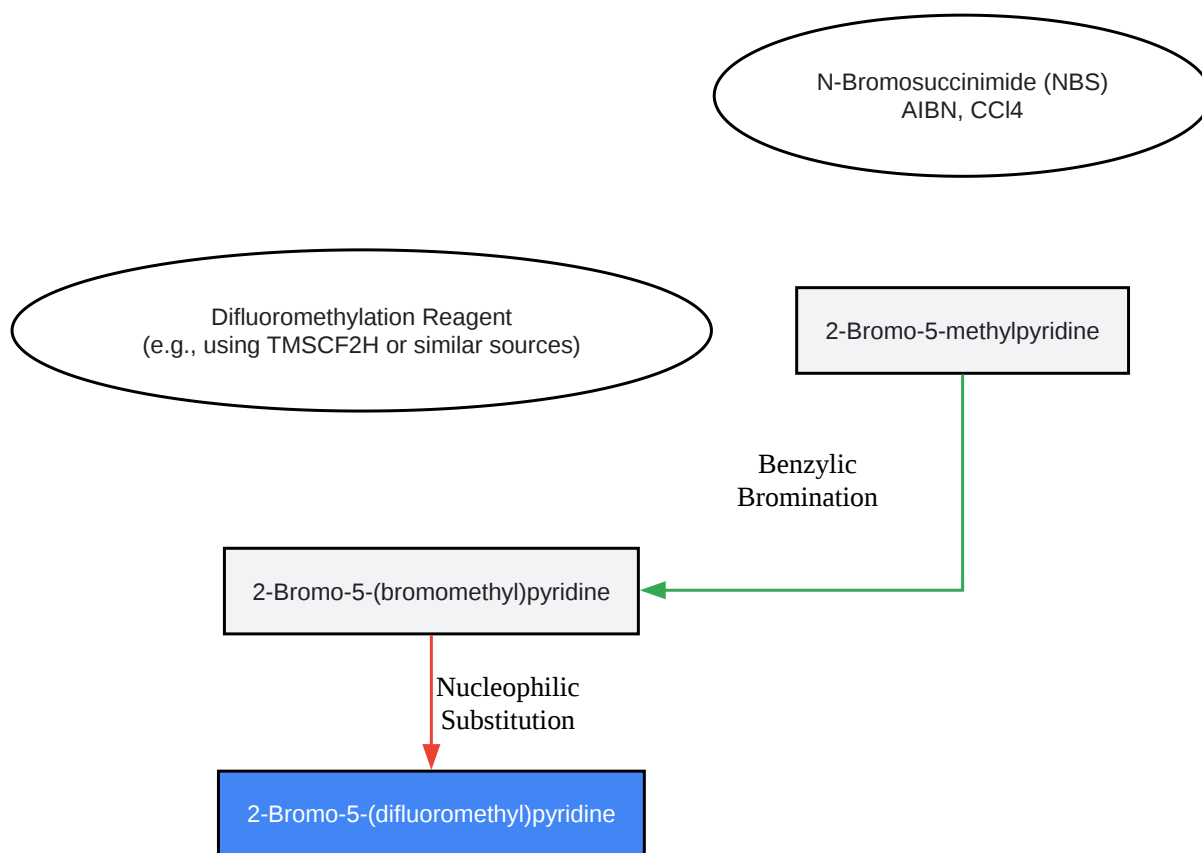 N-Bromosuccinimide (NBS)
AIBN, CCl4
Difluoromethylation Reagent
(e.g., using TMSCF2H or similar sources)
2-Bromo-5-methylpyridine
Benzylic
Bromination
2-Bromo-5-(bromomethyl)pyridine
Nucleophilic
Substitution
2-Bromo-5-(difluoromethyl)pyridine